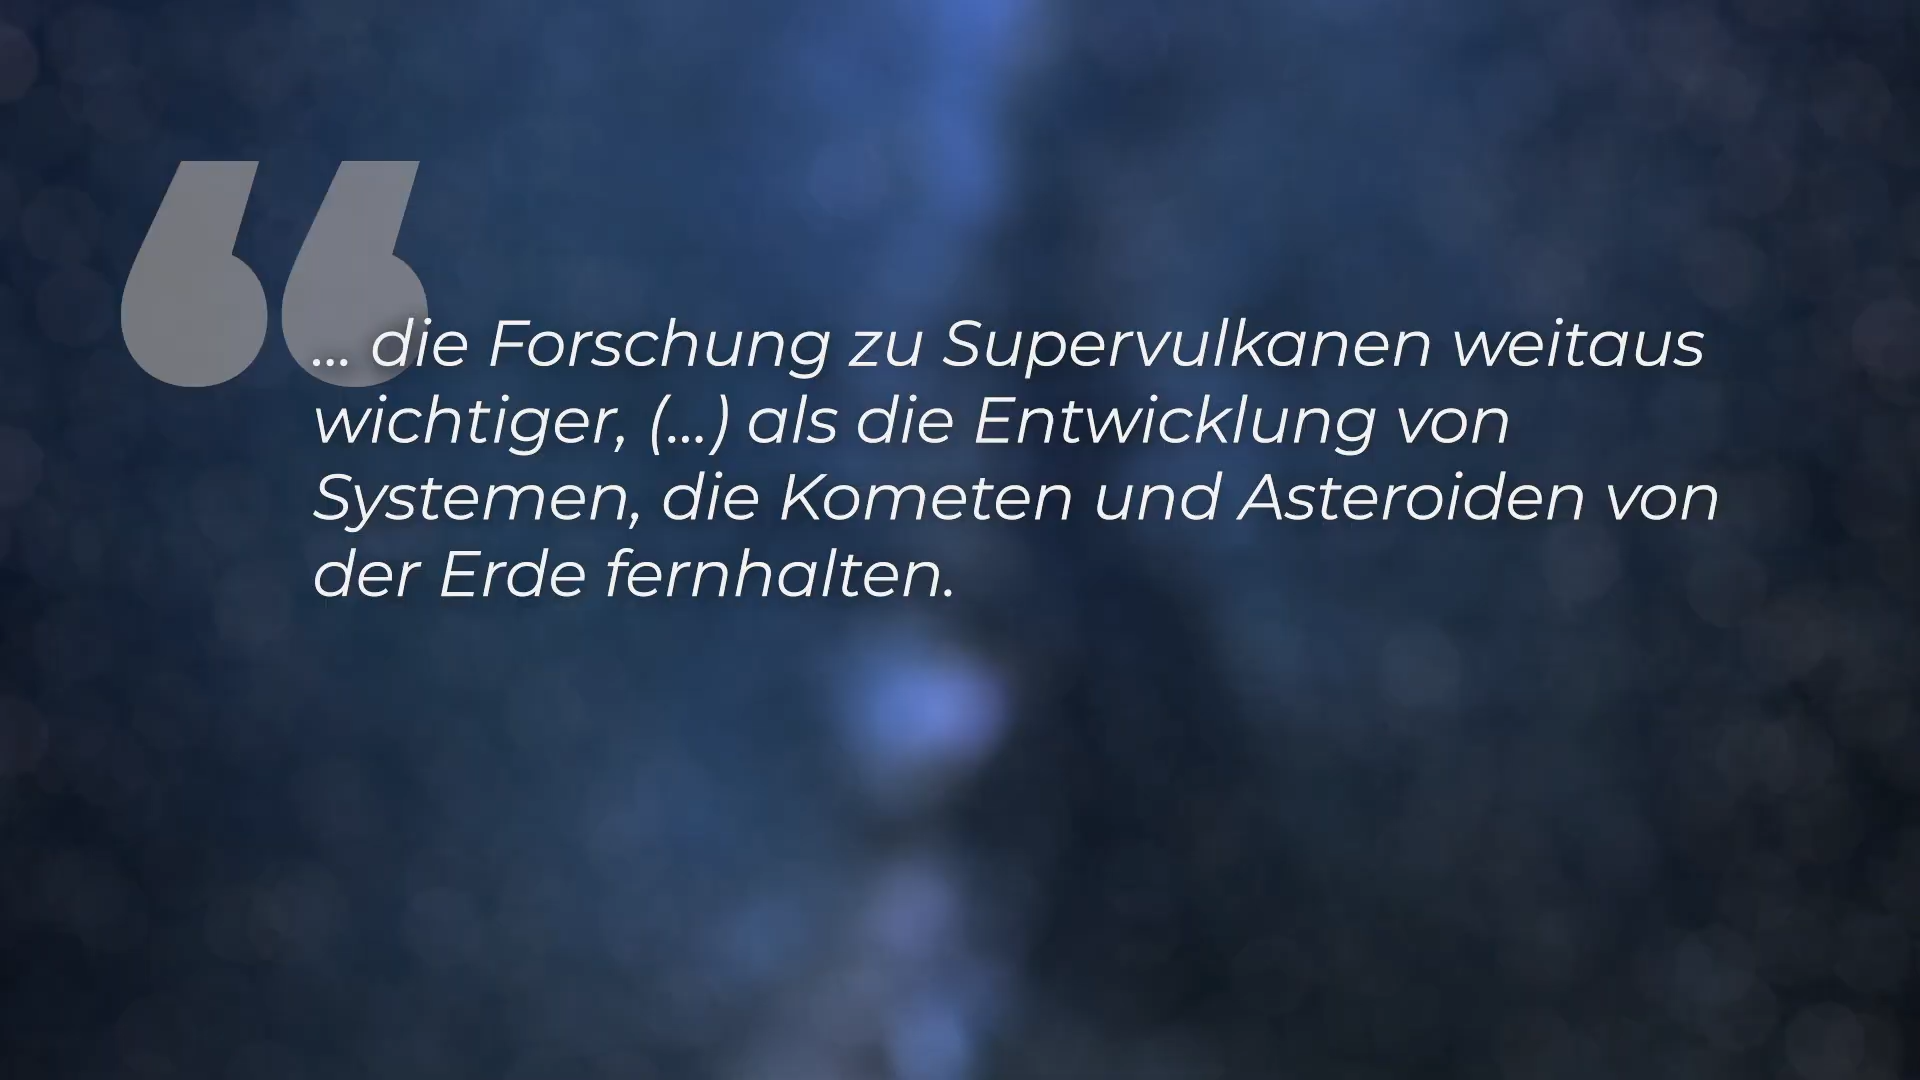 “
... die Forschung zu Supervulkanen weitaus
wichtiger, (...) als die Entwicklung von
Systemen, die Kometen und Asteroiden von
der Erde fernhalten.